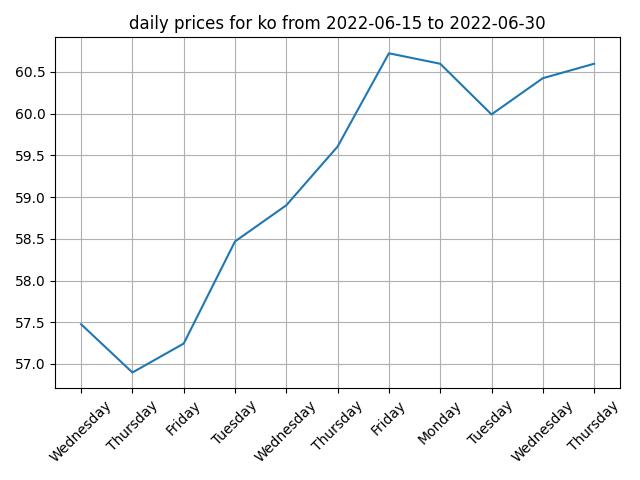 daily prices for ko from 2022-06-15 to 2022-06-30
60.5
60.0
59.5
59.0
58.5
58.0
57.5
57.0
Wednesday
Thursday
Friday
Tuesday
Wednesday
Thursday
Friday
Monday
Tuesday
Wednesday
Thursday